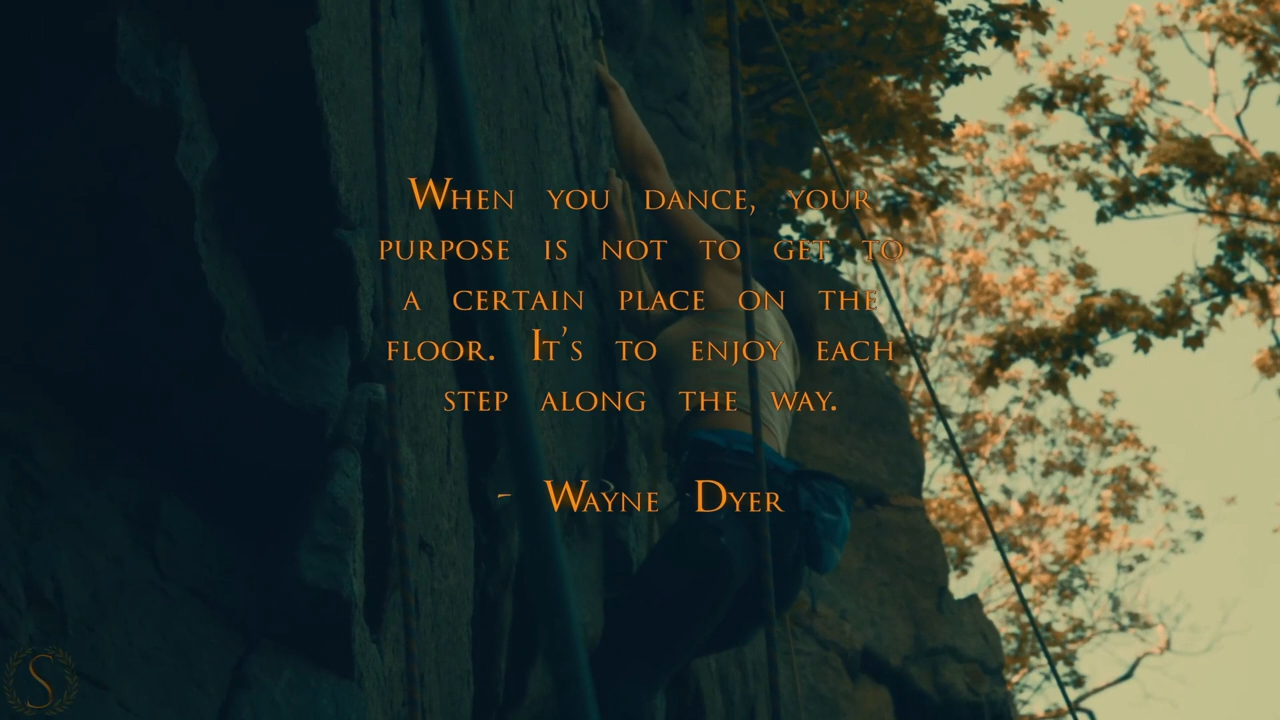 When you dance, your
purpose is not to get to
a certain place on the
floor. It's to enjoy each
step along the way.
- Wayne Dyer
S